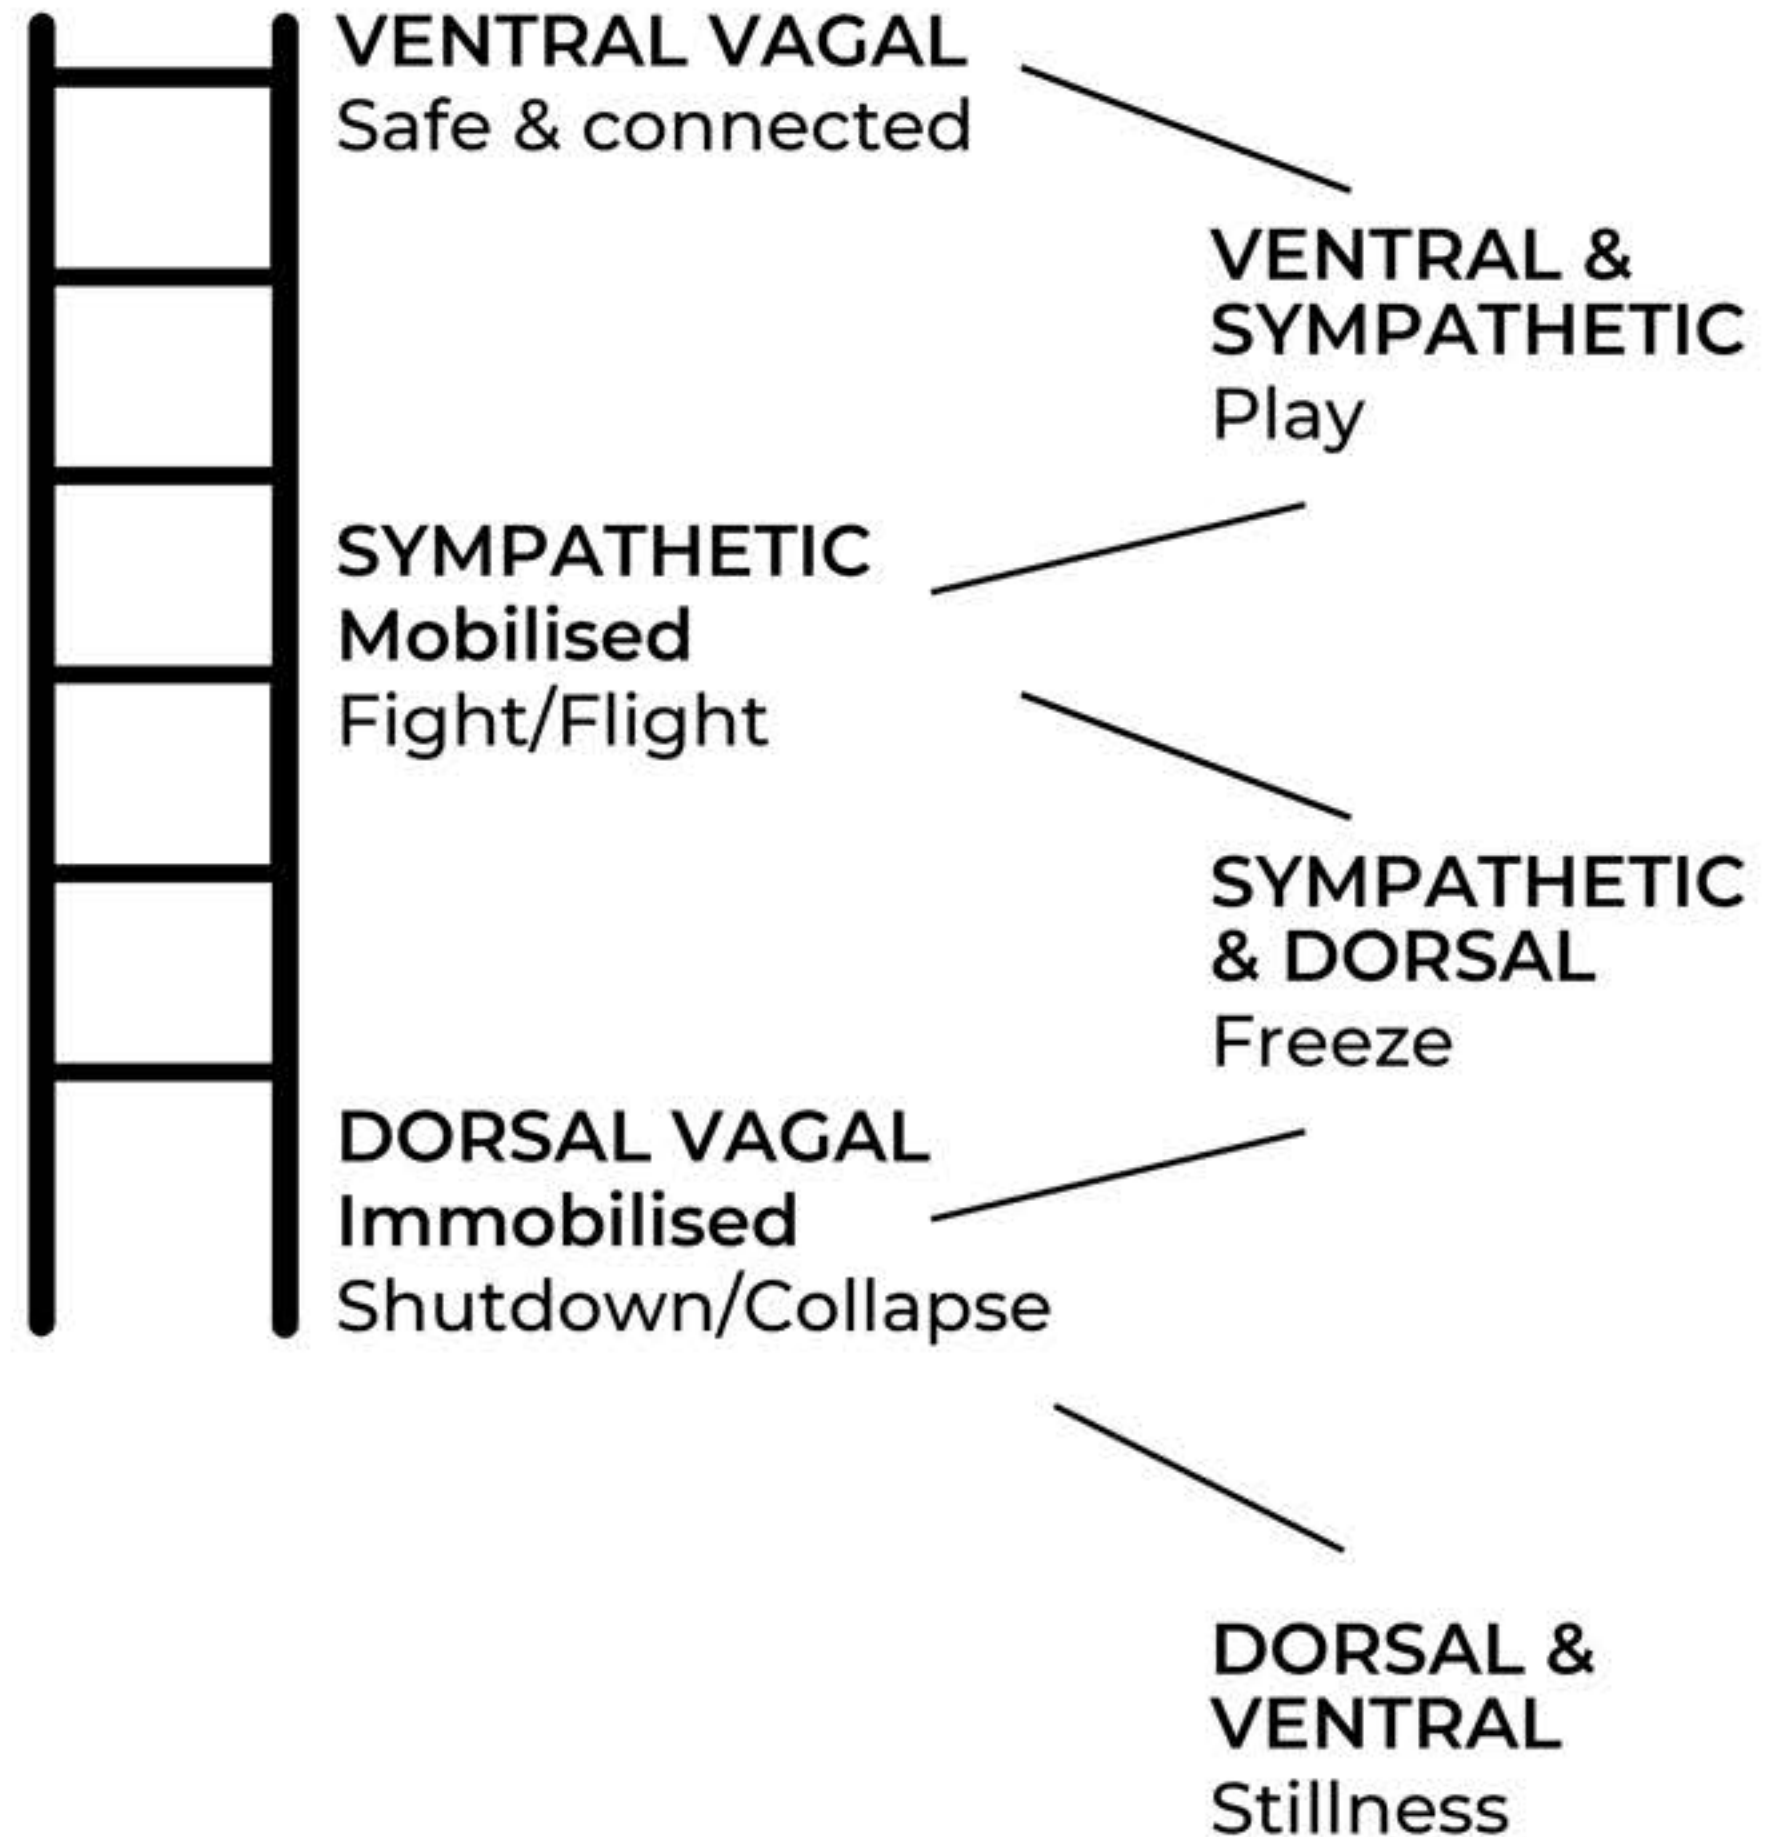 VENTRAL VAGAL
Safe & connected
VENTRAL &
SYMPATHETIC
Play
SYMPATHETIC
Mobilised
Fight/Flight
SYMPATHETIC
& DORSAL
Freeze
DORSAL VAGAL
Immobilised
Shutdown/Collapse
DORSAL &
VENTRAL
Stillness